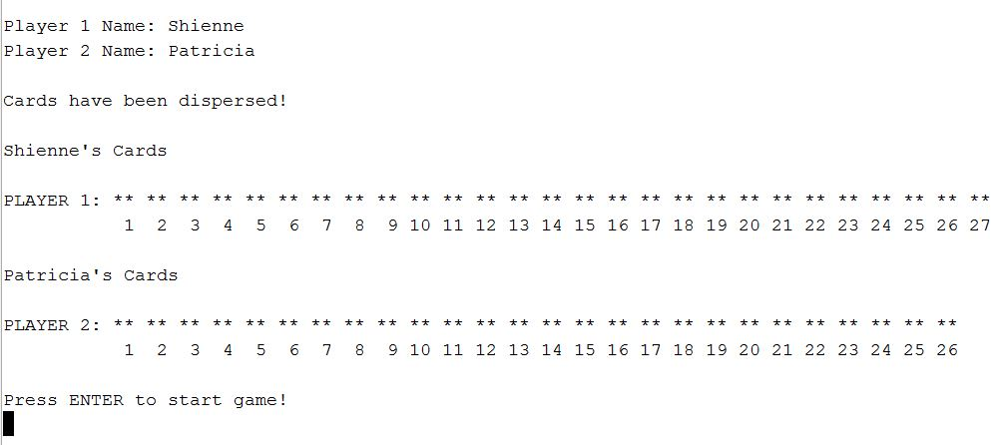 Player 1 Name: Shienne
Player 2 Name: Patricia
Cards have been dispersed!
Shienne's Cards
PLAYER 1: ** ** ** ** ** ** ** ** ** ** ** ** ** ** ** ** ** ** ** ** ** ** ** ** ** ** **
1 2 3 4 5 6 7 8 9 10 11 12 13 14 15 16 17 18 19 20 21 22 23 24 25 26 27
Patricia's Cards
PLAYER 2: ** ** ** ** ** ** ** ** ** ** ** ** ** ** ** ** ** ** ** ** ** ** ** ** ** **
1 2 3 4 5 6 7 8 9 10 11 12 13 14 15 16 17 18 19 20 21 22 23 24 25 26
Press ENTER to start game!